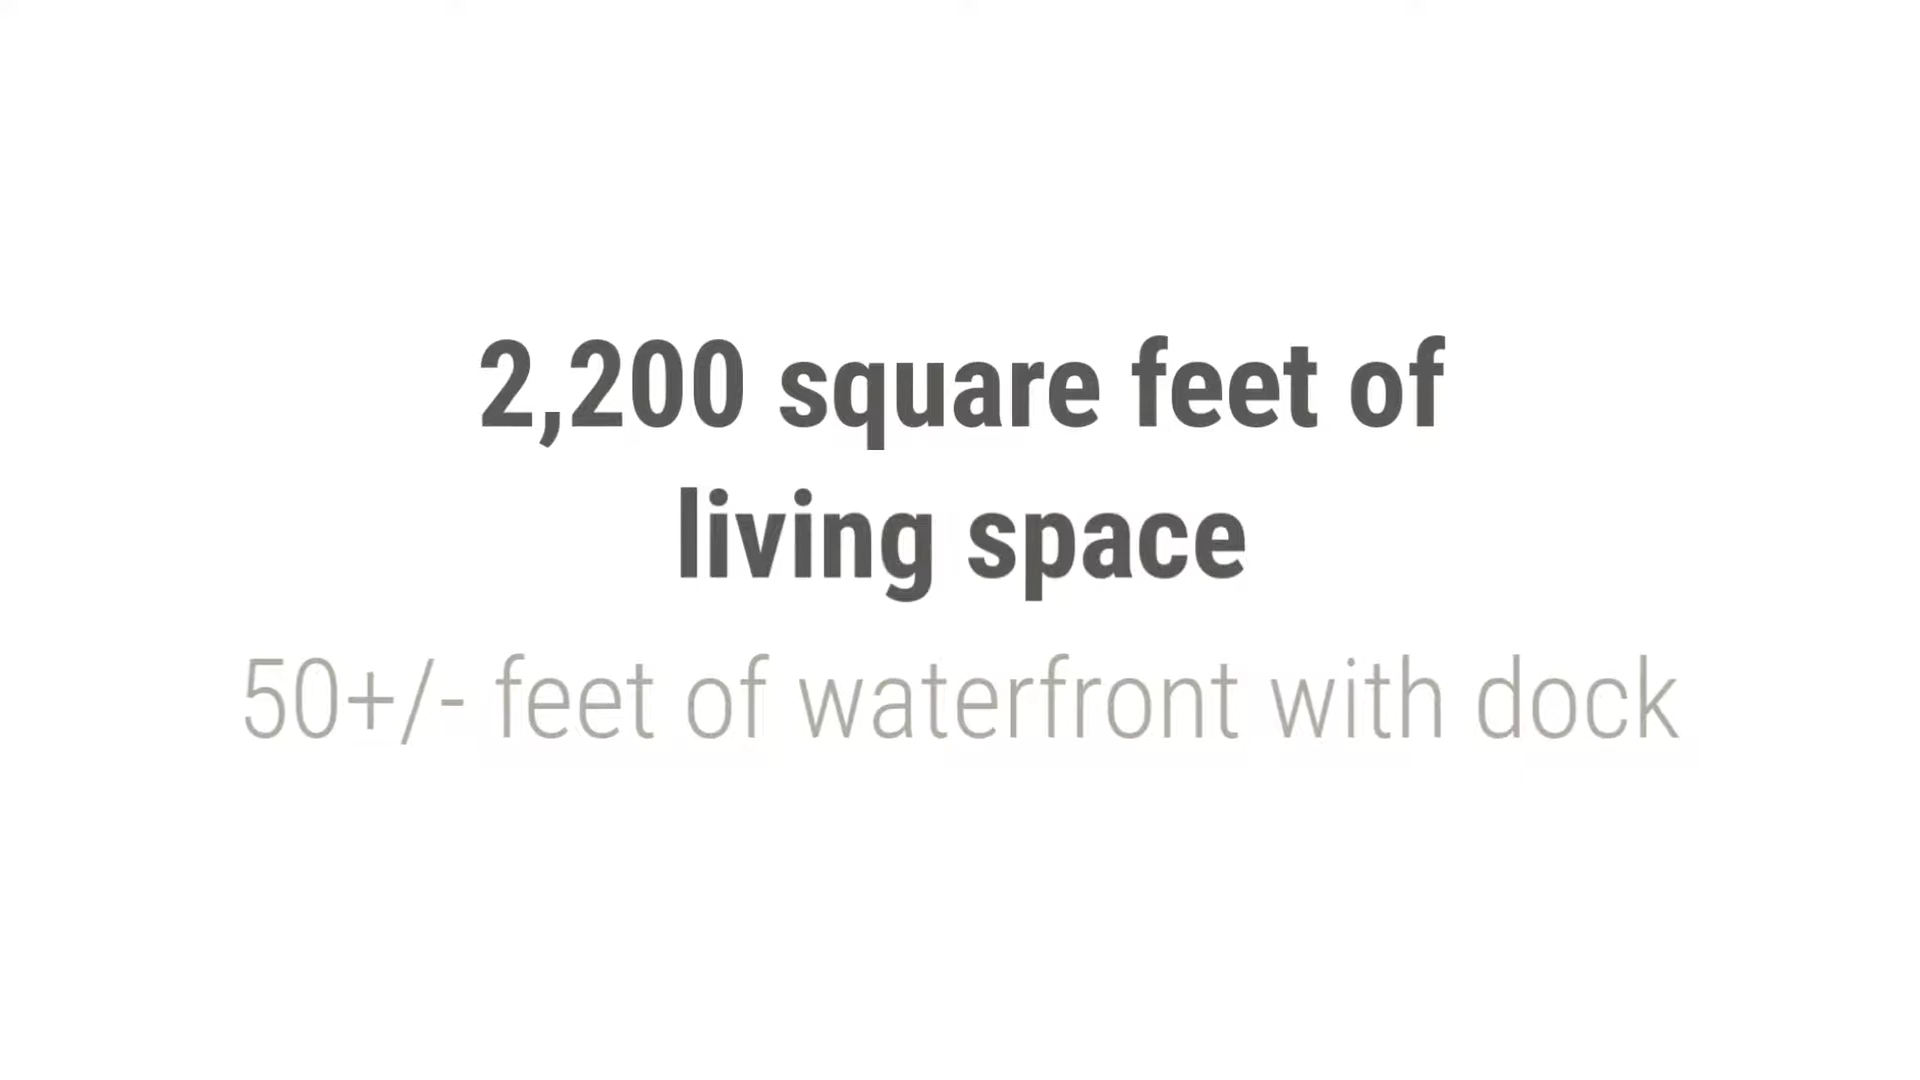 2,200 square feet of
living space
50+/- feet of waterfront with dock